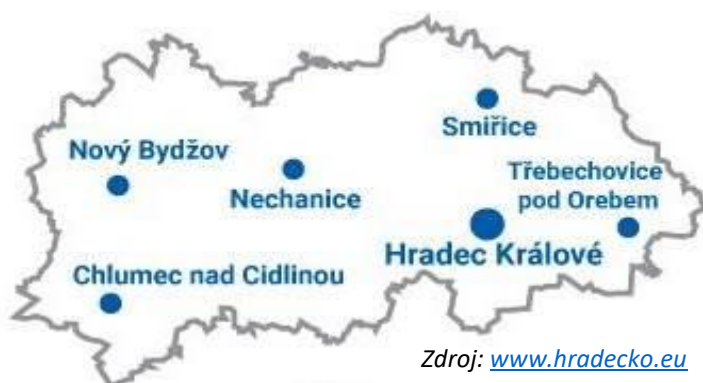 Smiřice
Nový Bydžov
Nechanice
Třebechovice
pod Orebem
Hradec Králové
Chlumec nad Cidlinou
Zdroj: www.hradecko.eu